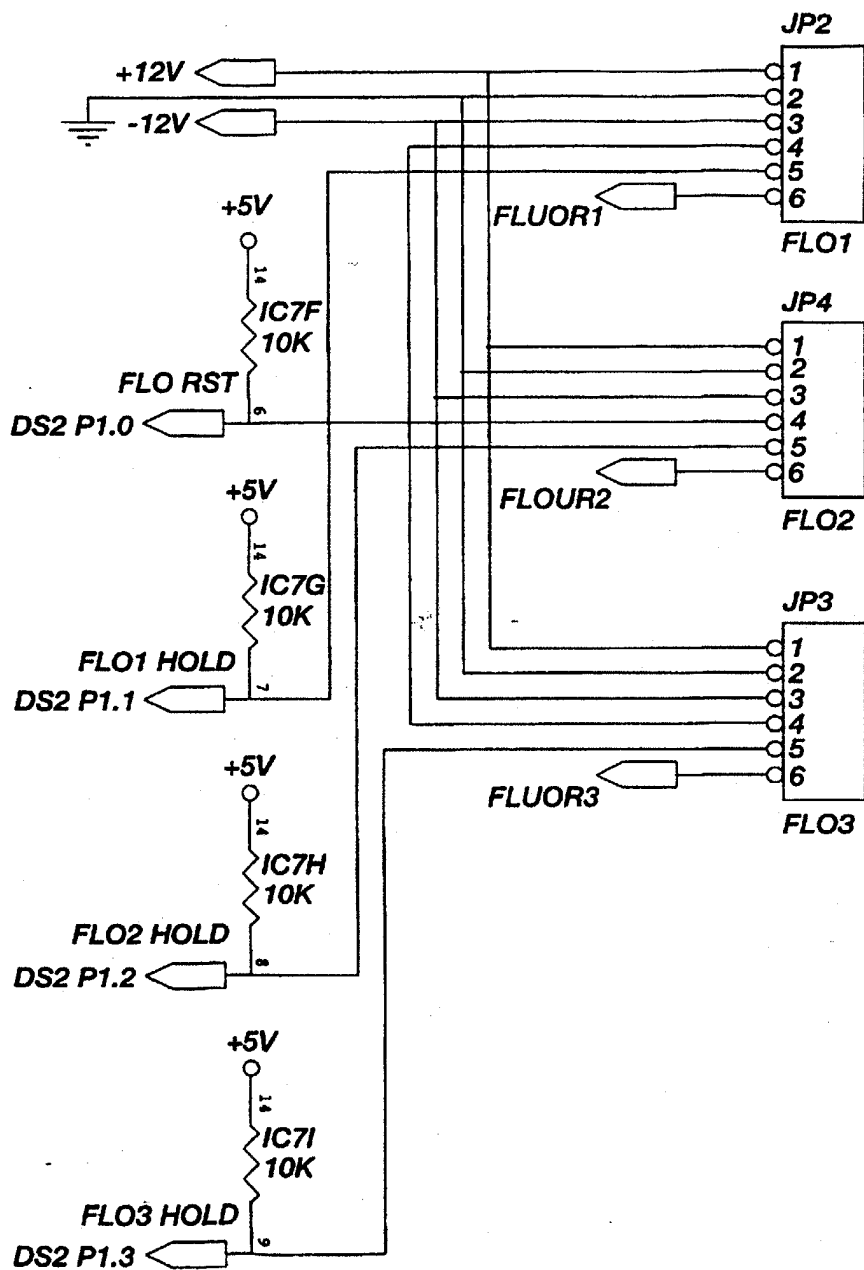 JP2
+12V
-12V
1
2
3
4
5
6
FLUOR1
FLO1
+5V
14
IC7F
10K
FLO RST
DS2 P1.0
6
JP4
1
2
3
4
5
6
FLOUR2
FLO2
+5V
14
IC7G
10K
FLO1 HOLD
DS2 P1.1
7
JP3
1
2
3
4
5
6
FLUOR3
FLO3
+5V
14
IC7H
10K
FLO2 HOLD
DS2 P1.2
8
+5V
14
IC7I
10K
FLO3 HOLD
DS2 P1.3
9